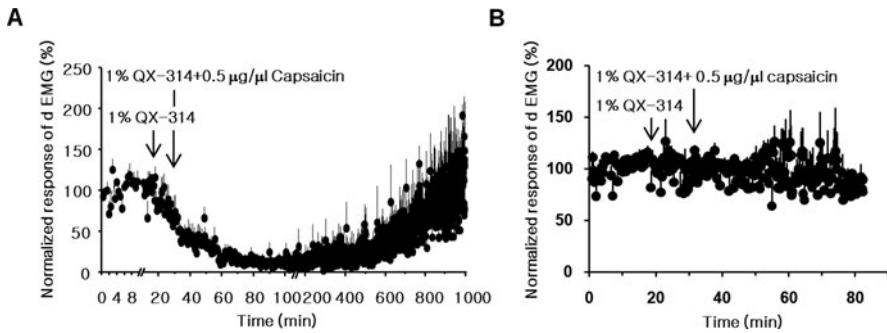 A
Normalized response of d EMG (%)
250
200
150
100
50
0
1% QX-314+0.5 μg/μl Capsaicin
1% QX-314
0 4 8 // 20 40 60 80 100 // 200 400 600 800 1000
Time (min)
B
Normalized response of d EMG (%)
200
150
100
50
0
1% QX-314+ 0.5 μg/μl capsaicin
1% QX-314
0 20 40 60 80
Time (min)